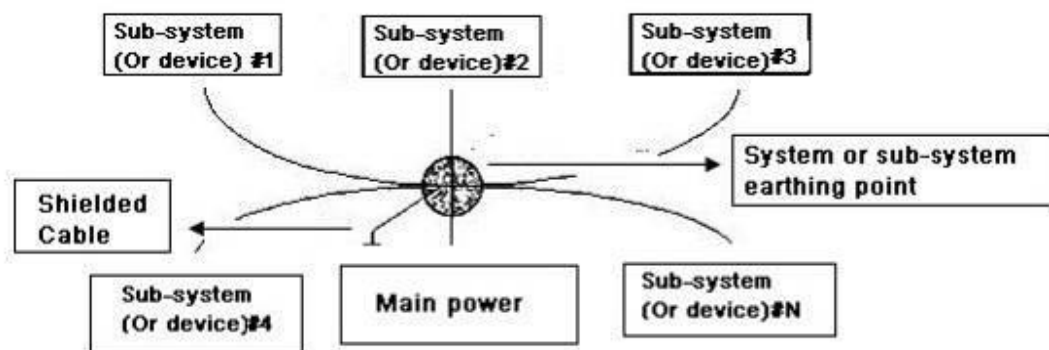 Sub-system
(Or device) #1
Sub-system
(Or device)#2
Sub-system
(Or device)#3
System or sub-system
earthing point
Shielded
Cable
Sub-system
(Or device)#4
Main power
Sub-system
(Or device)#N